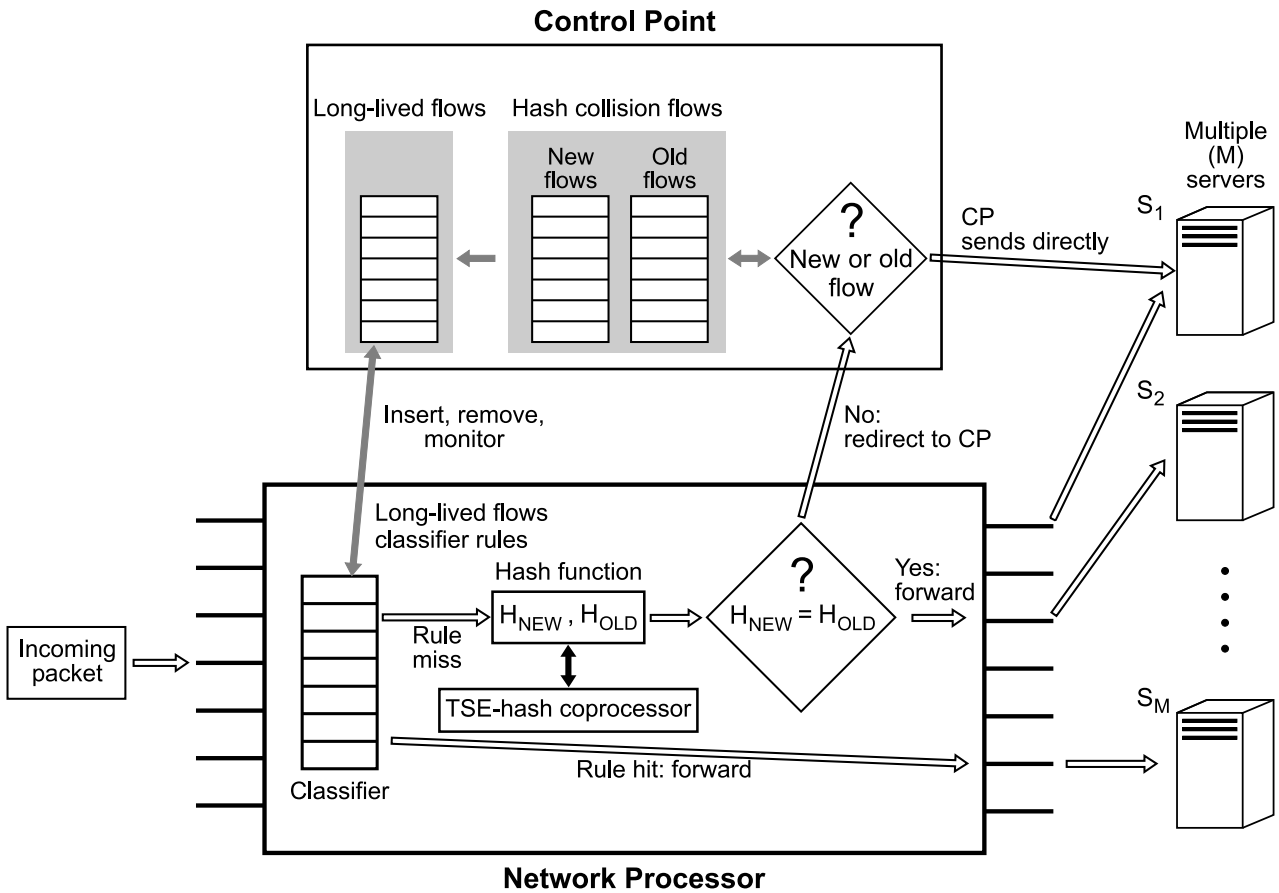 Control Point
Long-lived flows
Hash collision flows
New
flows
Old
flows
?
New or old
flow
CP
sends directly
Multiple
(M)
servers
S1
S2
SM
Insert, remove,
monitor
No:
redirect to CP
Long-lived flows
classifier rules
Hash function
HNEW , HOLD
Rule
miss
TSE-hash coprocessor
?
HNEW = HOLD
Yes:
forward
Incoming
packet
Rule hit: forward
Classifier
Network Processor